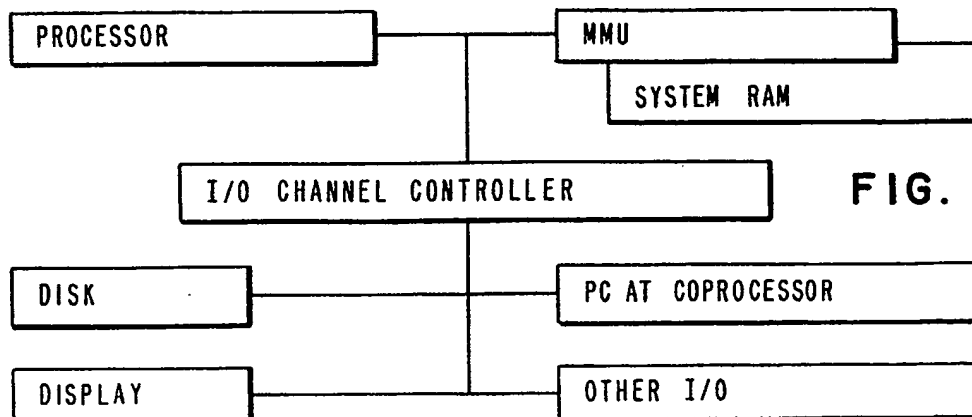 PROCESSOR
MMU
SYSTEM RAM
I/O CHANNEL CONTROLLER
FIG.
DISK
PC AT COPROCESSOR
DISPLAY
OTHER I/O